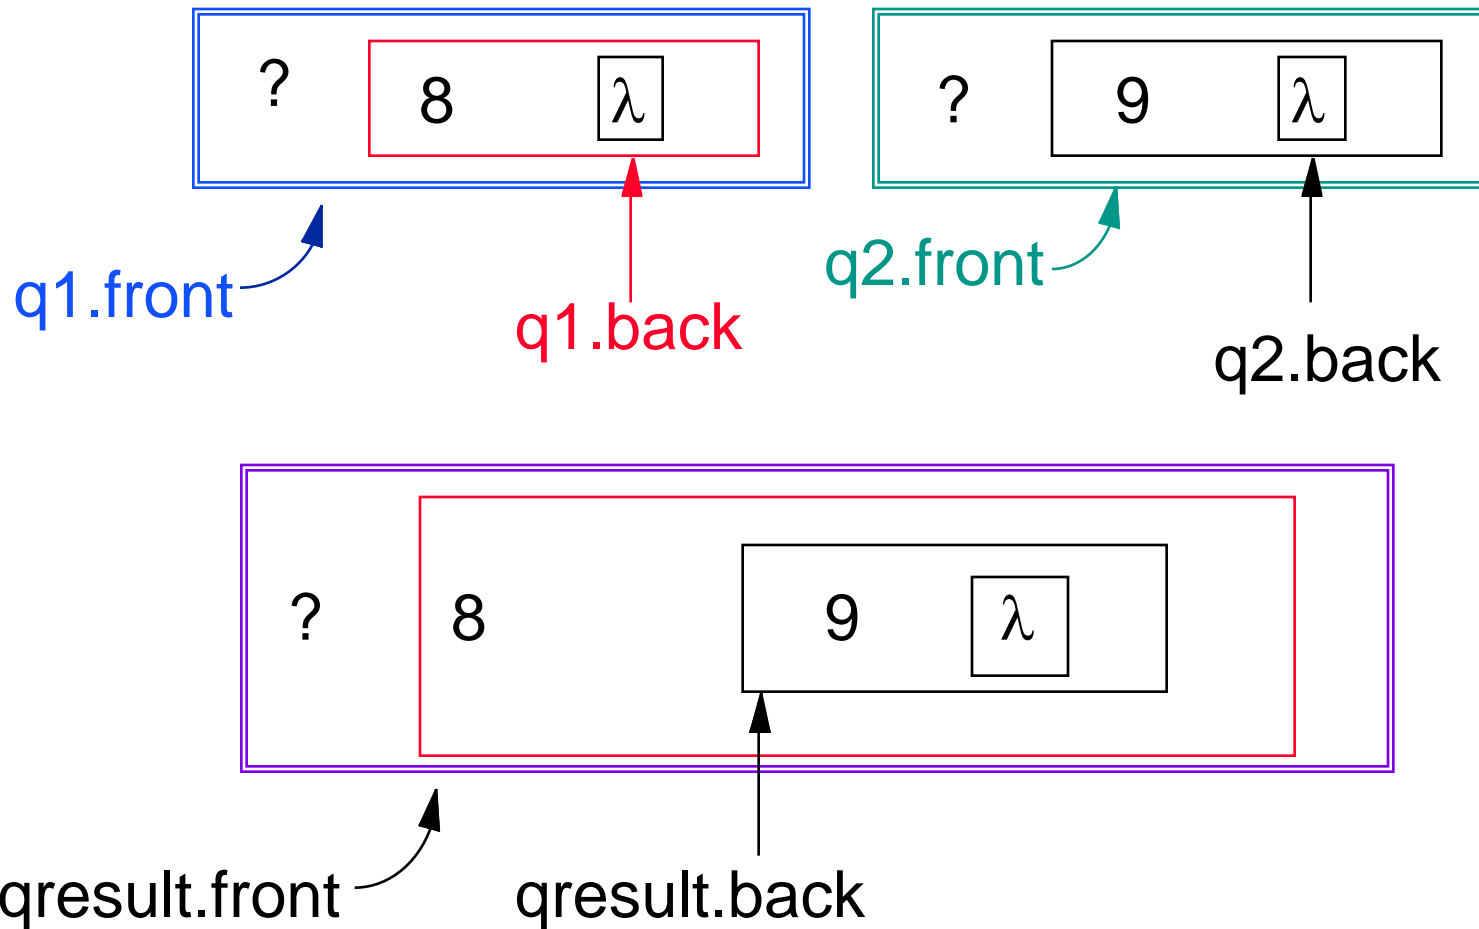 ? 8 λ ? 9 λ
q1.front q1.back q2.front q2.back
? 8 9 λ
qresult.front qresult.back